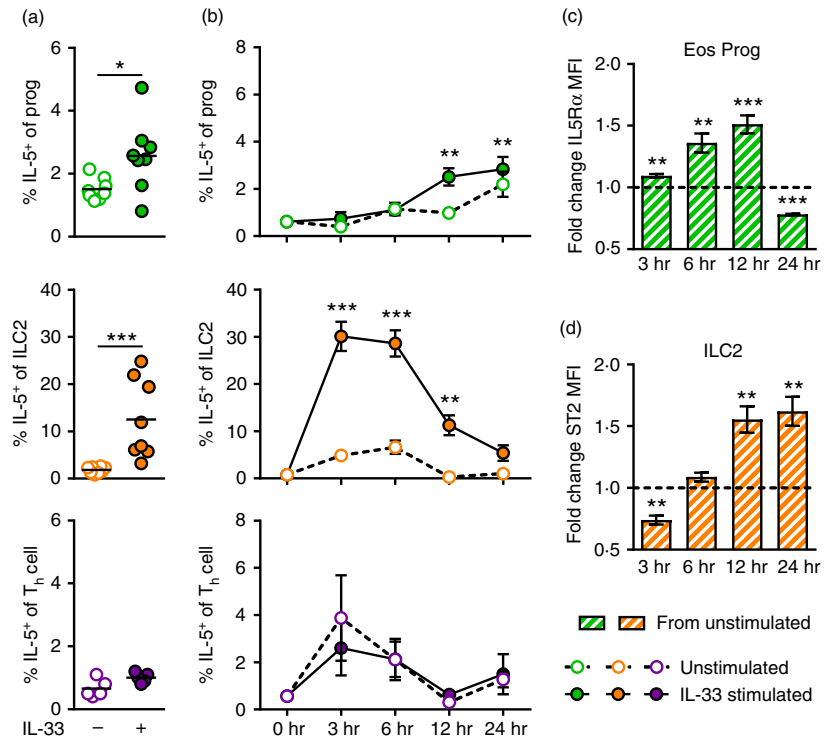 (a)
% IL-5⁺ of prog
6
4
2
0
*
% IL-5⁺ of ILC2
40
30
20
10
0
***
% IL-5⁺ of Tₕ cell
6
4
2
0
IL-33 − +
(b)
% IL-5⁺ of prog
8
6
4
2
0
** **
% IL-5⁺ of ILC2
40
30
20
10
0
*** *** **
% IL-5⁺ of Tₕ cell
8
6
4
2
0
0 hr 3 hr 6 hr 12 hr 24 hr
(c)
Eos Prog
Fold change IL5Rα MFI
2·0
1·5
1·0
0·5
** ** *** ***
3 hr 6 hr 12 hr 24 hr
(d)
ILC2
Fold change ST2 MFI
2·0
1·5
1·0
0·5
** ** **
3 hr 6 hr 12 hr 24 hr
From unstimulated
Unstimulated
IL-33 stimulated